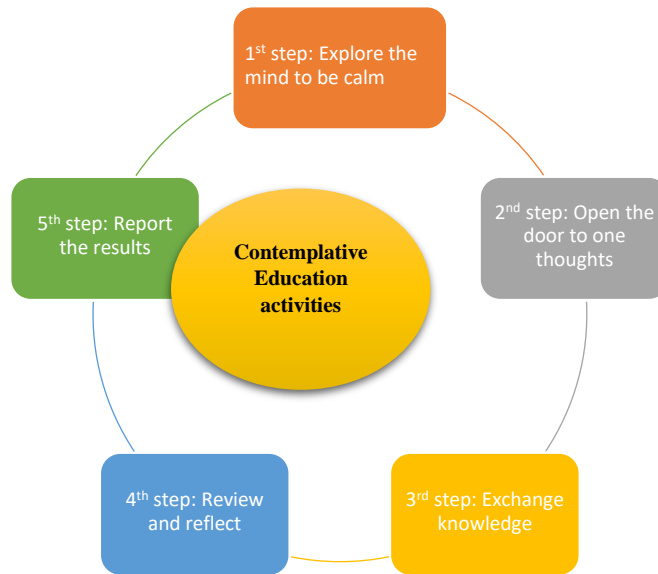 1st step: Explore the
mind to be calm
2nd step: Open the
door to one
thoughts
3rd step: Exchange
knowledge
4th step: Review
and reflect
5th step: Report
the results
Contemplative
Education
activities